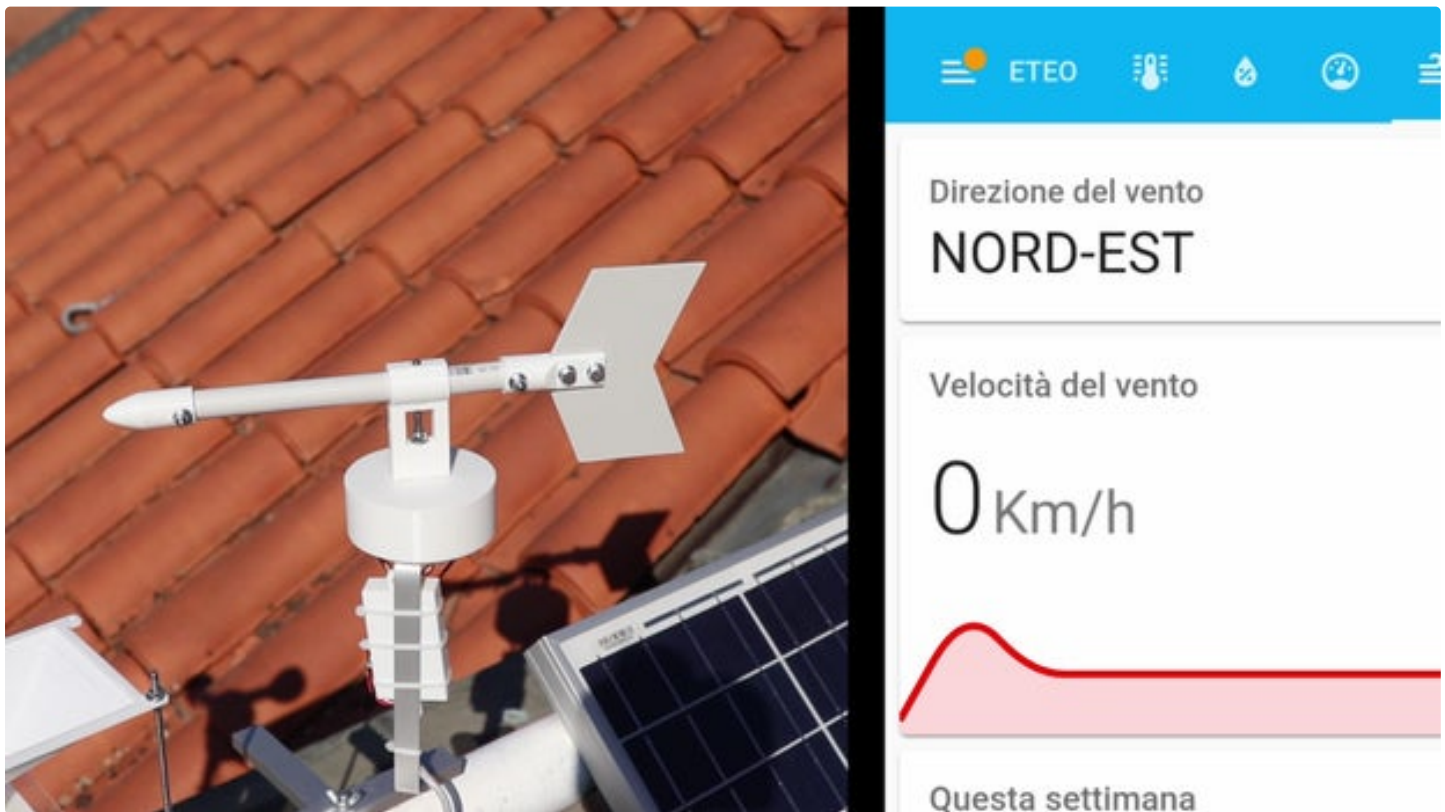 ETEO
Direzione del vento
NORD-EST
Velocità del vento
0 Km/h
Questa settimana